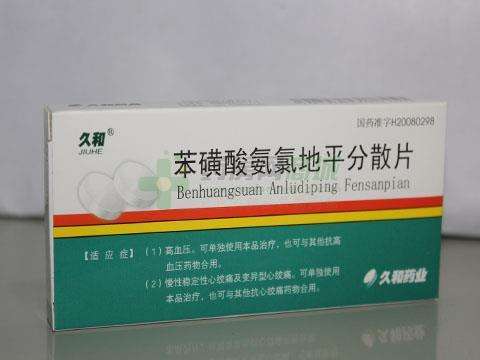 久和®
JIUHE
国药准字H20080298
苯磺酸氨氯地平分散片
Benhuangsuan Anludiping Fensanpian
【适应症】(1)高血压,可单独使用本品治疗,也可与其他抗高
血压药物合用。
(2)慢性稳定性心绞痛及变异型心绞痛,可单独使用
本品治疗,也可与其他抗心绞痛药物合用。
久和药业